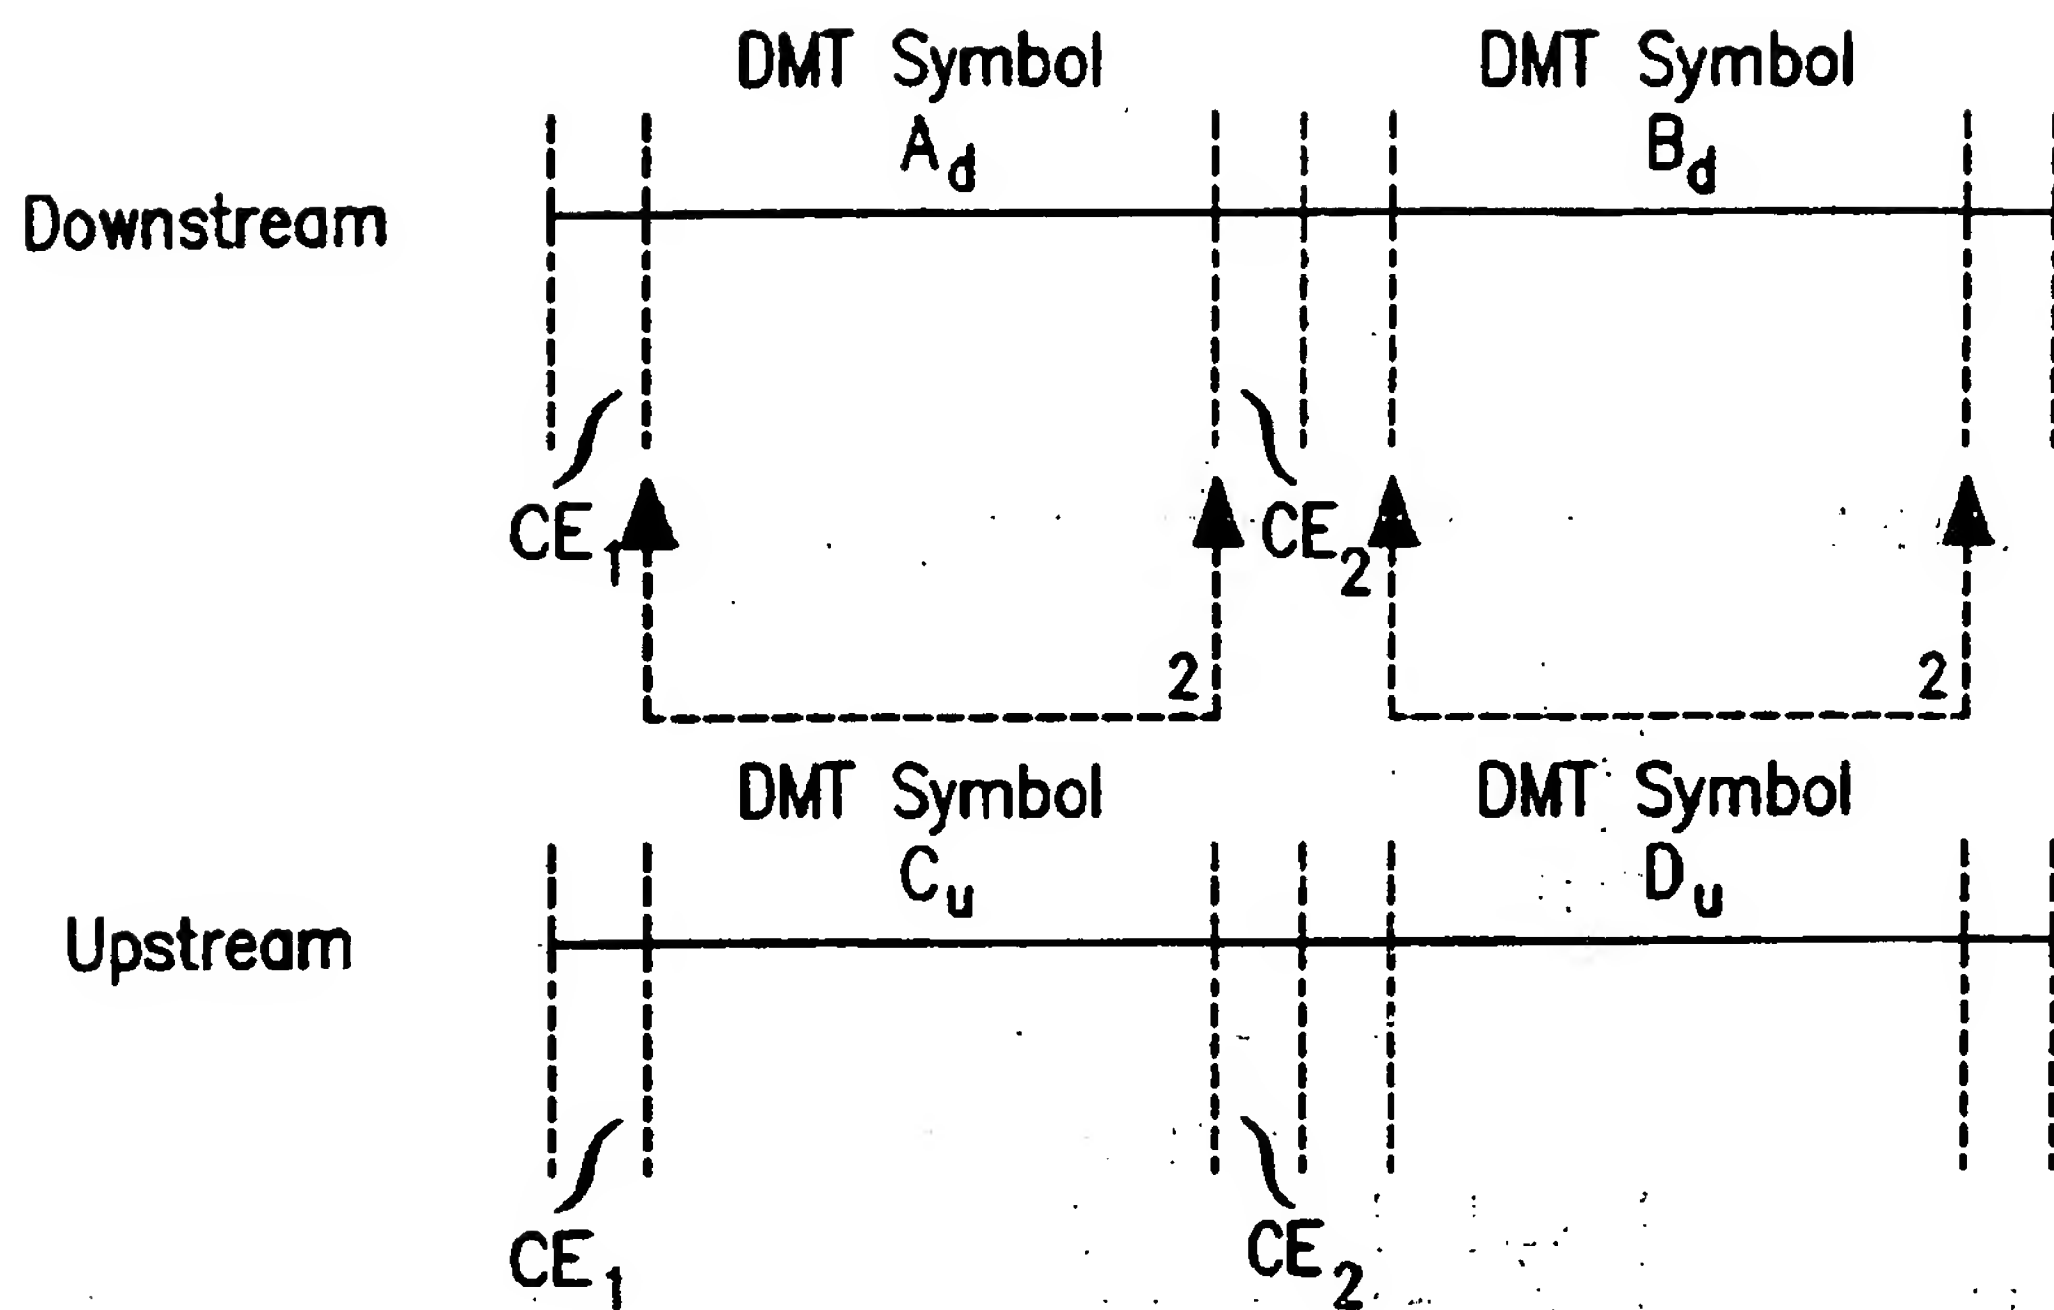 DMT Symbol
A_d
DMT Symbol
B_d
Downstream
CE_1
CE_2
2
2
DMT Symbol
C_u
DMT Symbol
D_u
Upstream
CE_1
CE_2